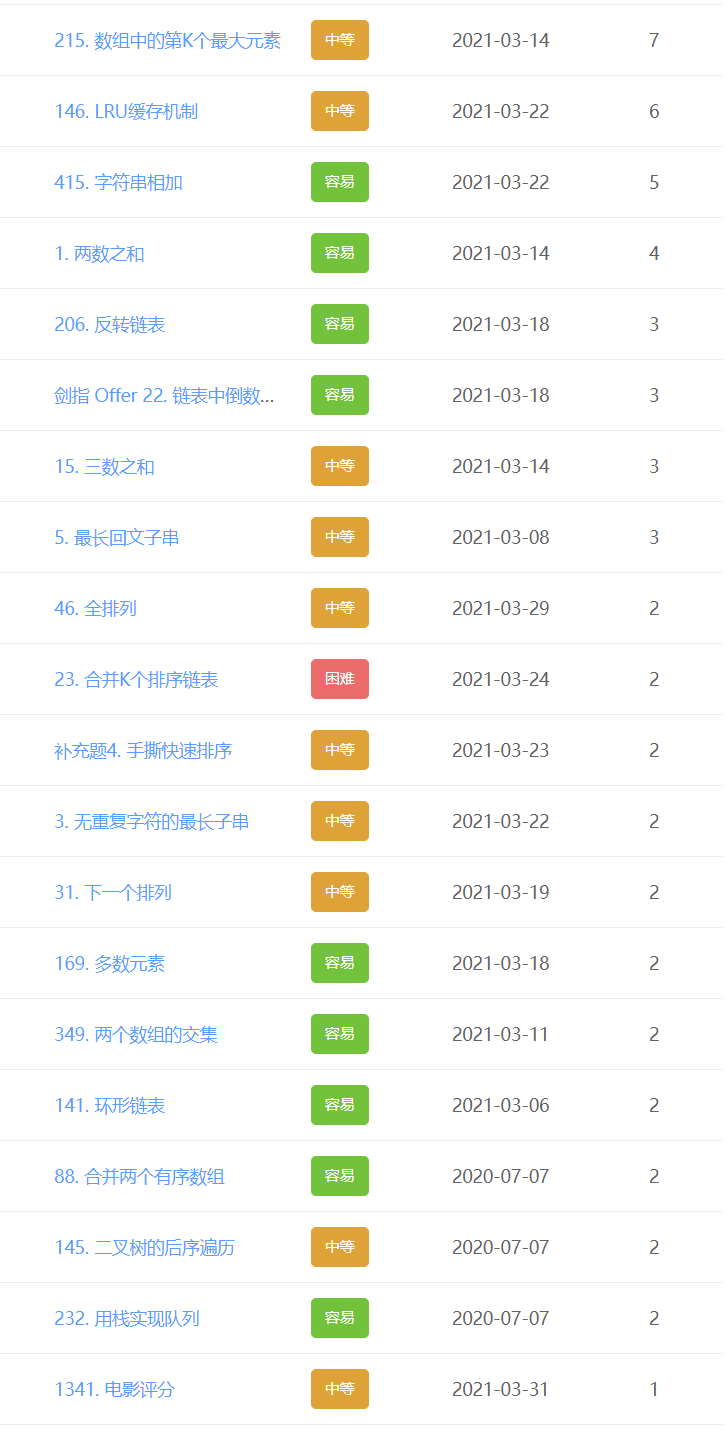 215. 数组中的第K个最大元素 中等 2021-03-14 7
146. LRU缓存机制 中等 2021-03-22 6
415. 字符串相加 容易 2021-03-22 5
1. 两数之和 容易 2021-03-14 4
206. 反转链表 容易 2021-03-18 3
剑指 Offer 22. 链表中倒数... 容易 2021-03-18 3
15. 三数之和 中等 2021-03-14 3
5. 最长回文子串 中等 2021-03-08 3
46. 全排列 中等 2021-03-29 2
23. 合并K个排序链表 困难 2021-03-24 2
补充题4. 手撕快速排序 中等 2021-03-23 2
3. 无重复字符的最长子串 中等 2021-03-22 2
31. 下一个排列 中等 2021-03-19 2
169. 多数元素 容易 2021-03-18 2
349. 两个数组的交集 容易 2021-03-11 2
141. 环形链表 容易 2021-03-06 2
88. 合并两个有序数组 容易 2020-07-07 2
145. 二叉树的后序遍历 中等 2020-07-07 2
232. 用栈实现队列 容易 2020-07-07 2
1341. 电影评分 中等 2021-03-31 1